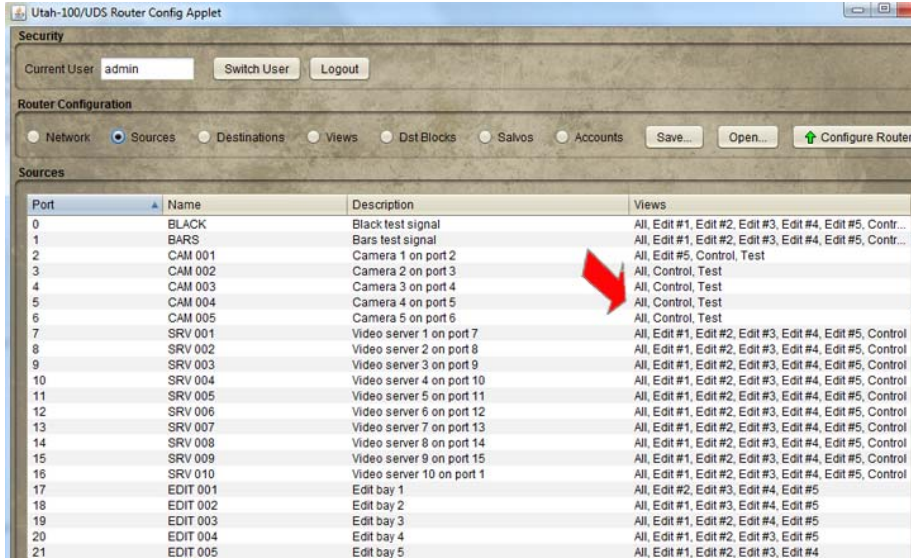 Utah-100/UDS Router Config Applet
Security
Current User admin Switch User Logout
Router Configuration
Network Sources Destinations Views Dst Blocks Salvos Accounts Save... Open... Configure Router
Sources
Port Name Description Views
0 BLACK Black test signal All, Edit #1, Edit #2, Edit #3, Edit #4, Edit #5, Contr...
1 BARS Bars test signal All, Edit #1, Edit #2, Edit #3, Edit #4, Edit #5, Contr...
2 CAM 001 Camera 1 on port 2 All, Edit #5, Control, Test
3 CAM 002 Camera 2 on port 3 All, Control, Test
4 CAM 003 Camera 3 on port 4 All, Control, Test
5 CAM 004 Camera 4 on port 5 All, Control, Test
6 CAM 005 Camera 5 on port 6 All, Control, Test
7 SRV 001 Video server 1 on port 7 All, Edit #1, Edit #2, Edit #3, Edit #4, Edit #5, Control
8 SRV 002 Video server 2 on port 8 All, Edit #1, Edit #2, Edit #3, Edit #4, Edit #5, Control
9 SRV 003 Video server 3 on port 9 All, Edit #1, Edit #2, Edit #3, Edit #4, Edit #5, Control
10 SRV 004 Video server 4 on port 10 All, Edit #1, Edit #2, Edit #3, Edit #4, Edit #5, Control
11 SRV 005 Video server 5 on port 11 All, Edit #1, Edit #2, Edit #3, Edit #4, Edit #5, Control
12 SRV 006 Video server 6 on port 12 All, Edit #1, Edit #2, Edit #3, Edit #4, Edit #5, Control
13 SRV 007 Video server 7 on port 13 All, Edit #1, Edit #2, Edit #3, Edit #4, Edit #5, Control
14 SRV 008 Video server 8 on port 14 All, Edit #1, Edit #2, Edit #3, Edit #4, Edit #5, Control
15 SRV 009 Video server 9 on port 15 All, Edit #1, Edit #2, Edit #3, Edit #4, Edit #5, Control
16 SRV 010 Video server 10 on port 1 All, Edit #1, Edit #2, Edit #3, Edit #4, Edit #5, Control
17 EDIT 001 Edit bay 1 All, Edit #2, Edit #3, Edit #4, Edit #5
18 EDIT 002 Edit bay 2 All, Edit #1, Edit #3, Edit #4, Edit #5
19 EDIT 003 Edit bay 3 All, Edit #1, Edit #2, Edit #4, Edit #5
20 EDIT 004 Edit bay 4 All, Edit #1, Edit #2, Edit #3, Edit #5
21 EDIT 005 Edit bay 5 All, Edit #1, Edit #2, Edit #3, Edit #4